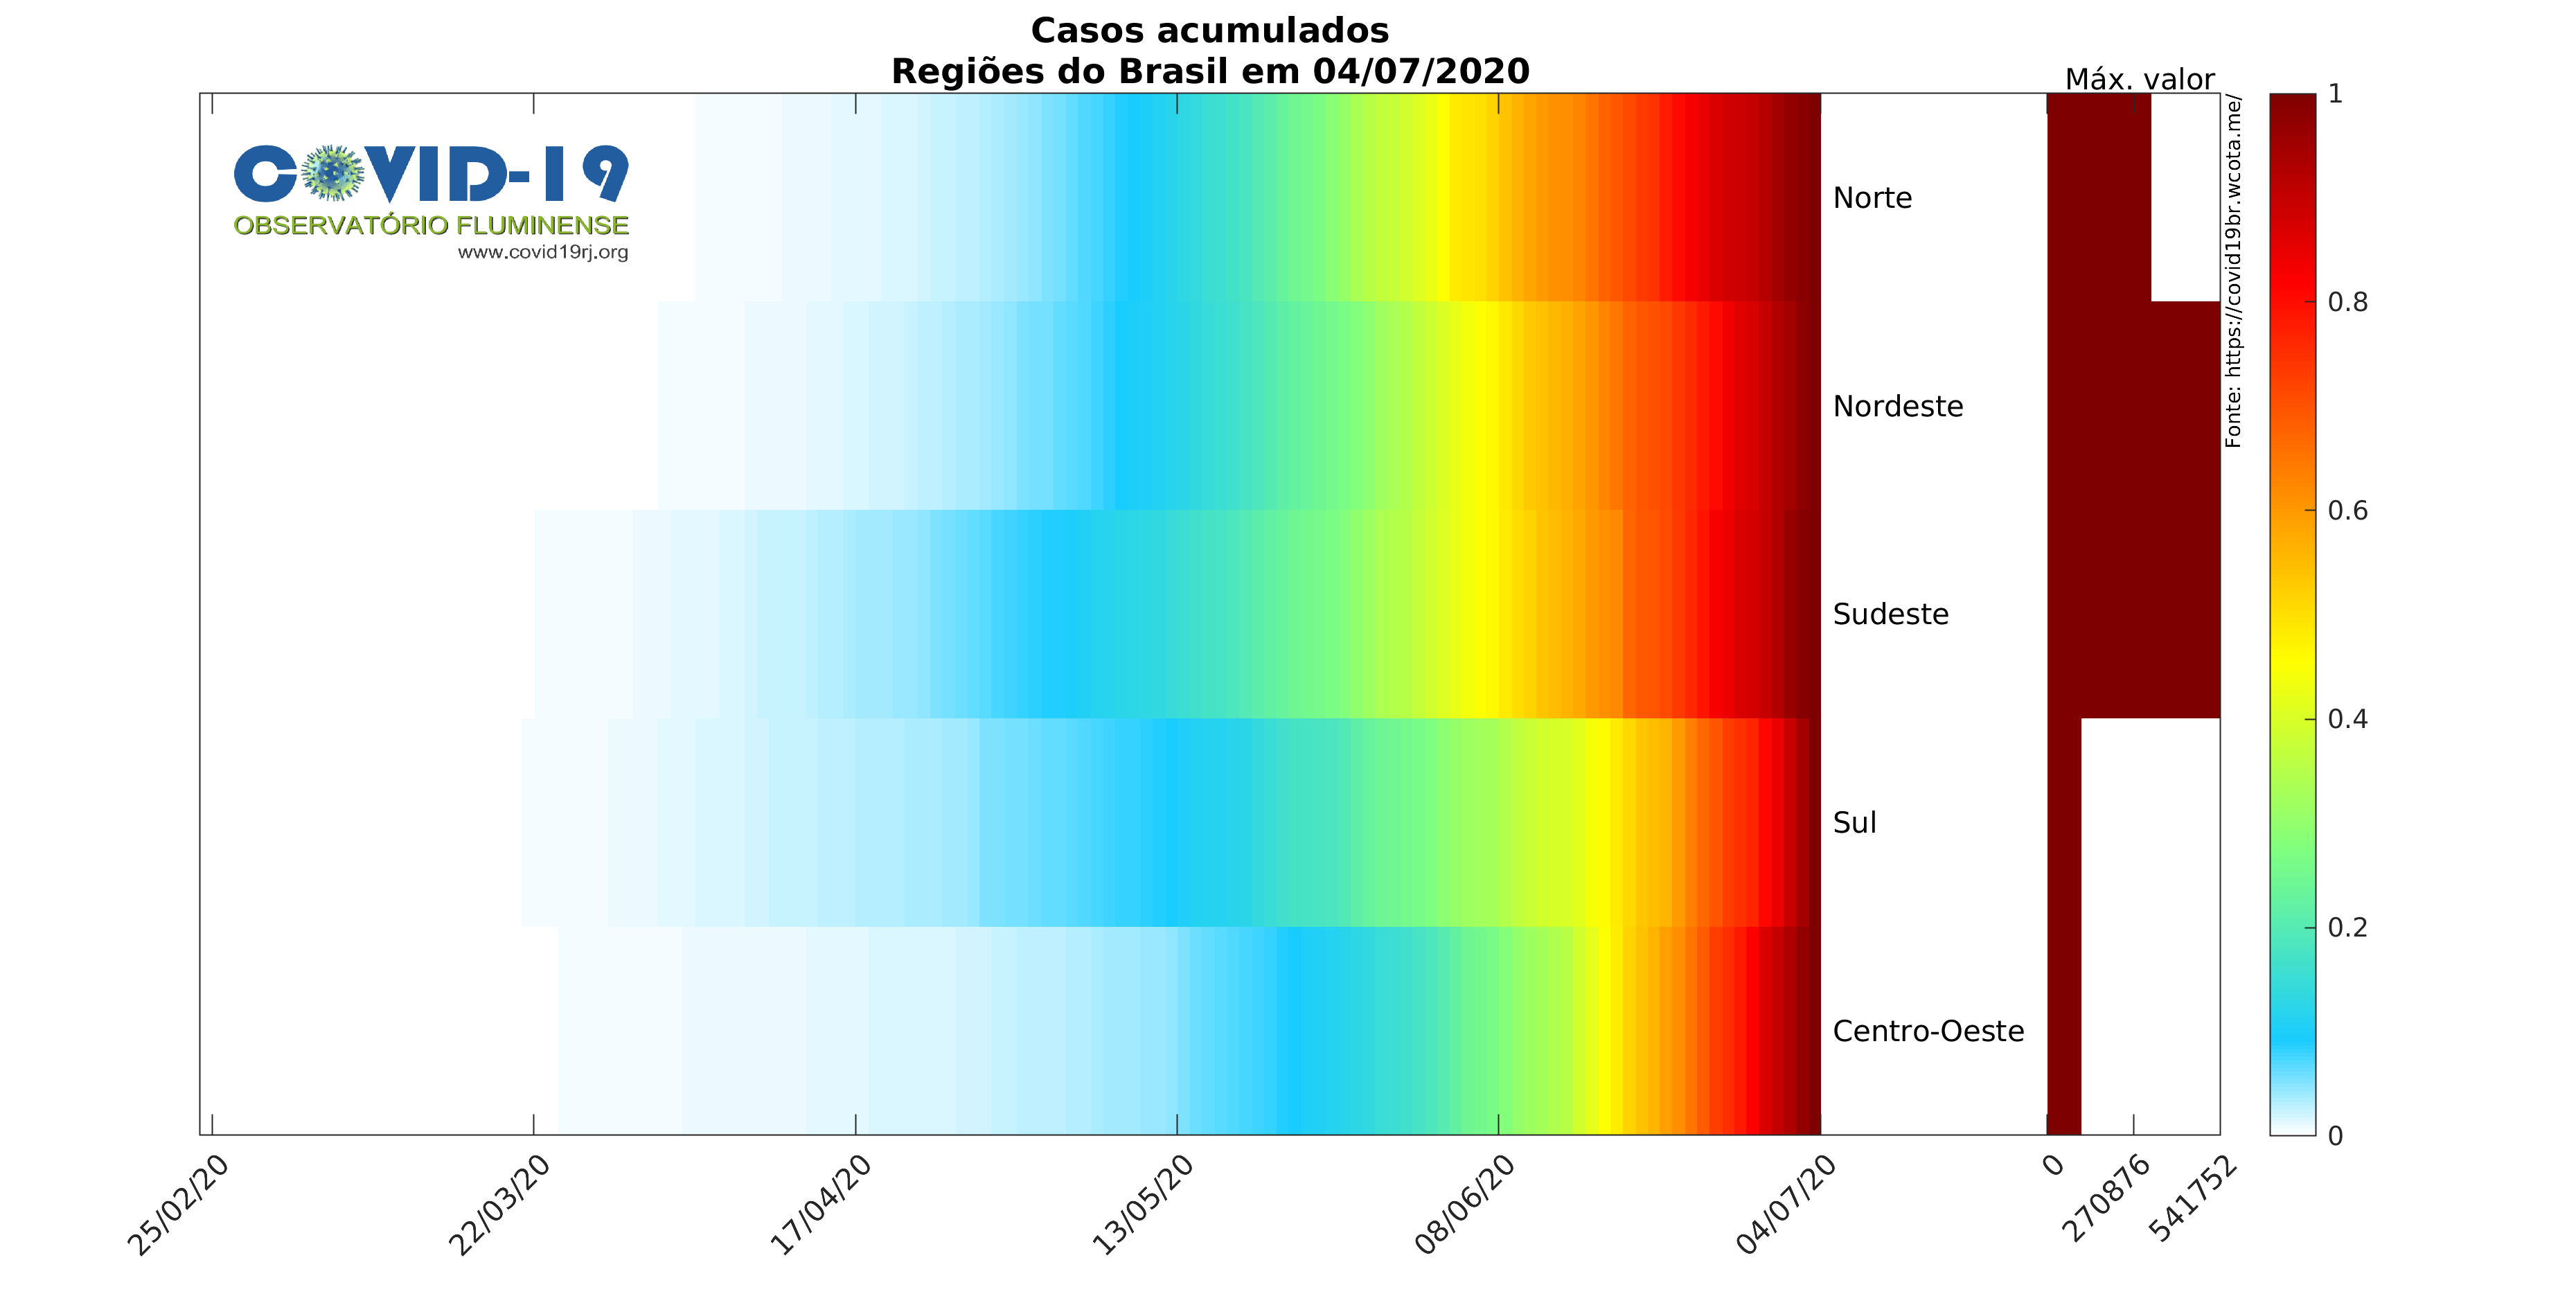 Casos acumulados
Regiões do Brasil em 04/07/2020
COVID-19
OBSERVATÓRIO FLUMINENSE
www.covid19rj.org
Norte
Nordeste
Sudeste
Sul
Centro-Oeste
Máx. valor
Fonte: https://covid19br.wcota.me/
1
0.8
0.6
0.4
0.2
0
25/02/20
22/03/20
17/04/20
13/05/20
08/06/20
04/07/20
0
270876
541752